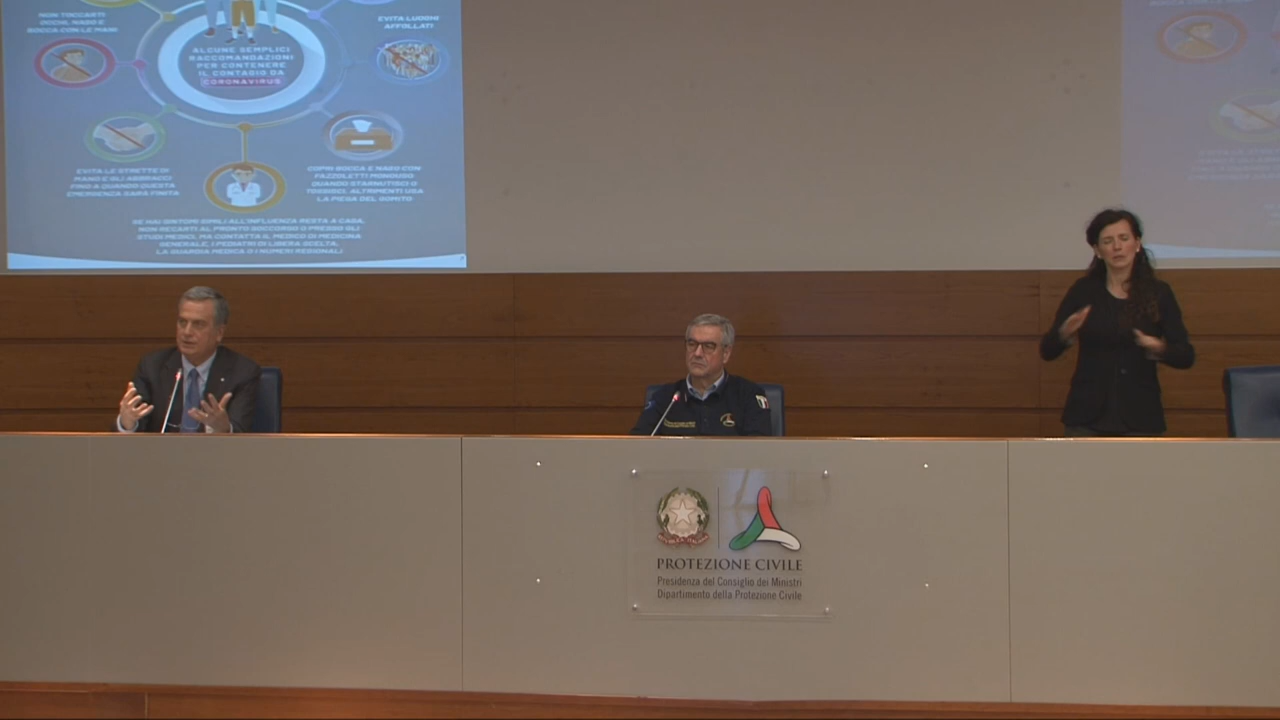 NON TOCCARTI
OCCHI, NASO E
BOCCA CON LE MANI
EVITA LUOGHI
AFFOLLATI
ALCUNE SEMPLICI
RACCOMANDAZIONI
PER CONTENERE
IL CONTAGIO DA
CORONAVIRUS
EVITA LE STRETTE DI
MANO E GLI ABBRACCI
FINO A QUANDO QUESTA
EMERGENZA SARÀ FINITA
COPRI BOCCA E NASO CON
FAZZOLETTI MONOUSO
QUANDO STARNUTISCI O
TOSSISCI. ALTRIMENTI USA
LA PIEGA DEL GOMITO
SE HAI SINTOMI SIMILI ALL'INFLUENZA RESTA A CASA,
NON RECARTI AL PRONTO SOCCORSO O PRESSO GLI
STUDI MEDICI, MA CONTATTA IL MEDICO DI MEDICINA
GENERALE, I PEDIATRI DI LIBERA SCELTA,
LA GUARDIA MEDICA O I NUMERI REGIONALI
PROTEZIONE CIVILE
Presidenza del Consiglio dei Ministri
Dipartimento della Protezione Civile